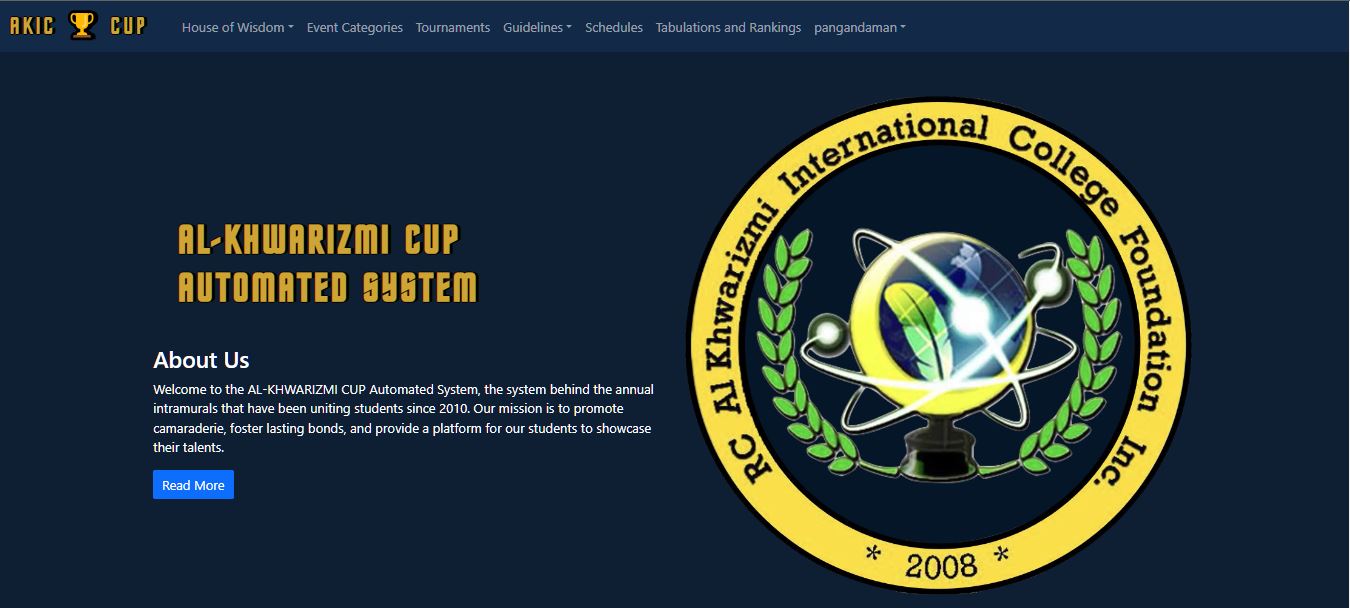 AKIC CUP
House of Wisdom Event Categories Tournaments Guidelines Schedules Tabulations and Rankings pangandaman
AL-KHWARIZMI CUP
AUTOMATED SYSTEM
About Us
Welcome to the AL-KHWARIZMI CUP Automated System, the system behind the annual
intramurals that have been uniting students since 2010. Our mission is to promote
camaraderie, foster lasting bonds, and provide a platform for our students to showcase
their talents.
Read More
RC Al Khwarizmi International College Foundation Inc.
* 2008 *